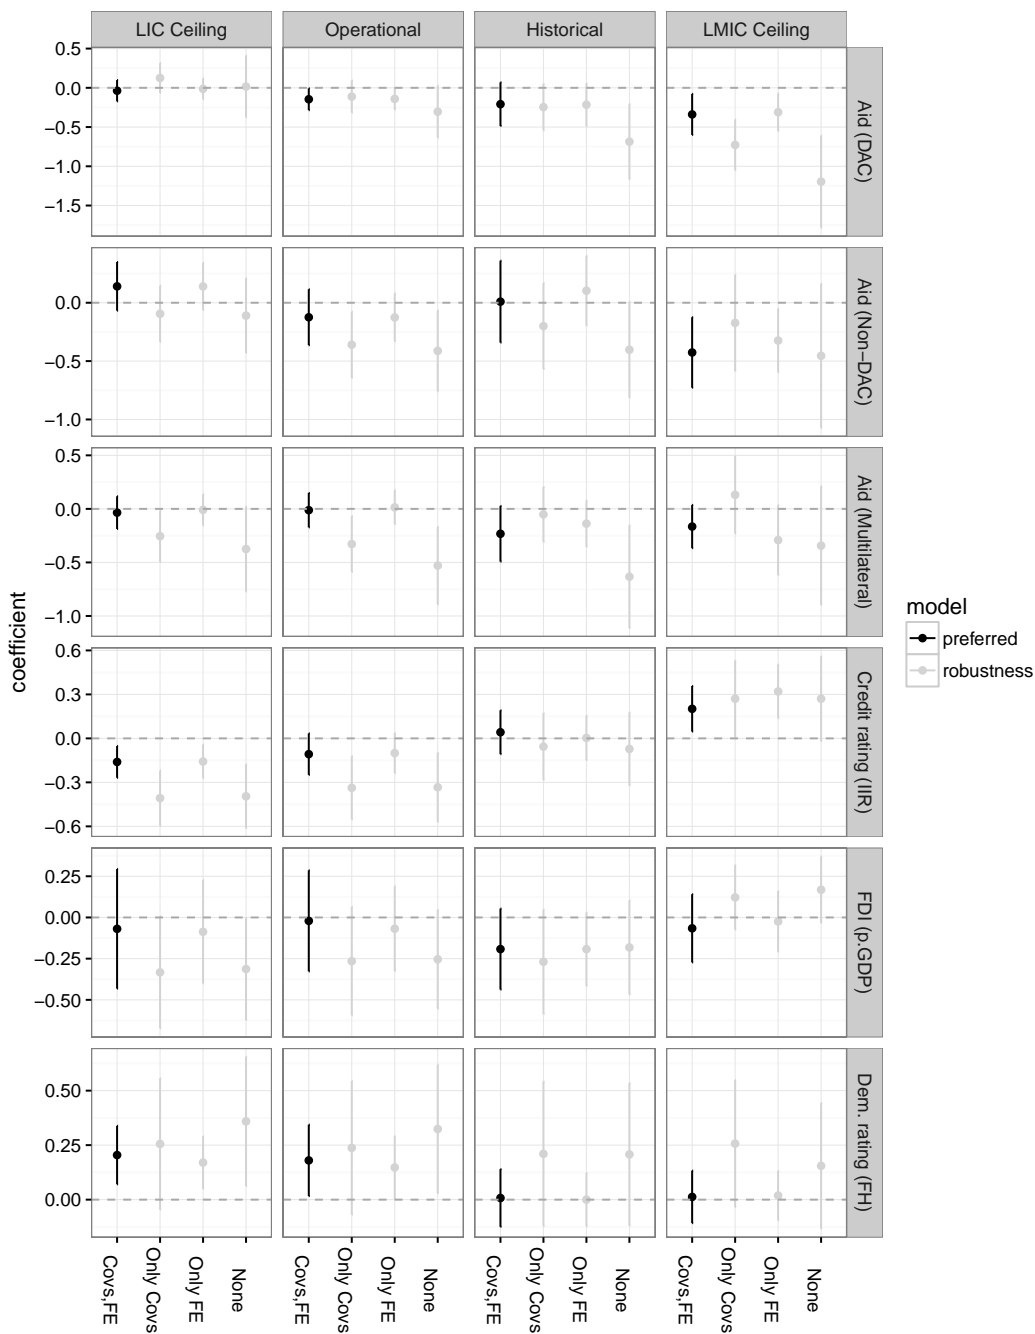 LIC Ceiling
Operational
Historical
LMIC Ceiling
0.5
0.0
−0.5
−1.0
−1.5
Aid (DAC)
0.0
−0.5
−1.0
Aid (Non−DAC)
0.5
0.0
−0.5
−1.0
Aid (Multilateral)
0.6
0.3
0.0
−0.3
−0.6
Credit rating (IIR)
0.25
0.00
−0.25
−0.50
FDI (p.GDP)
0.50
0.25
0.00
Dem. rating (FH)
coefficient
Covs,FE
Only Covs
Only FE
None
Covs,FE
Only Covs
Only FE
None
Covs,FE
Only Covs
Only FE
None
Covs,FE
Only Covs
Only FE
None
model
preferred
robustness